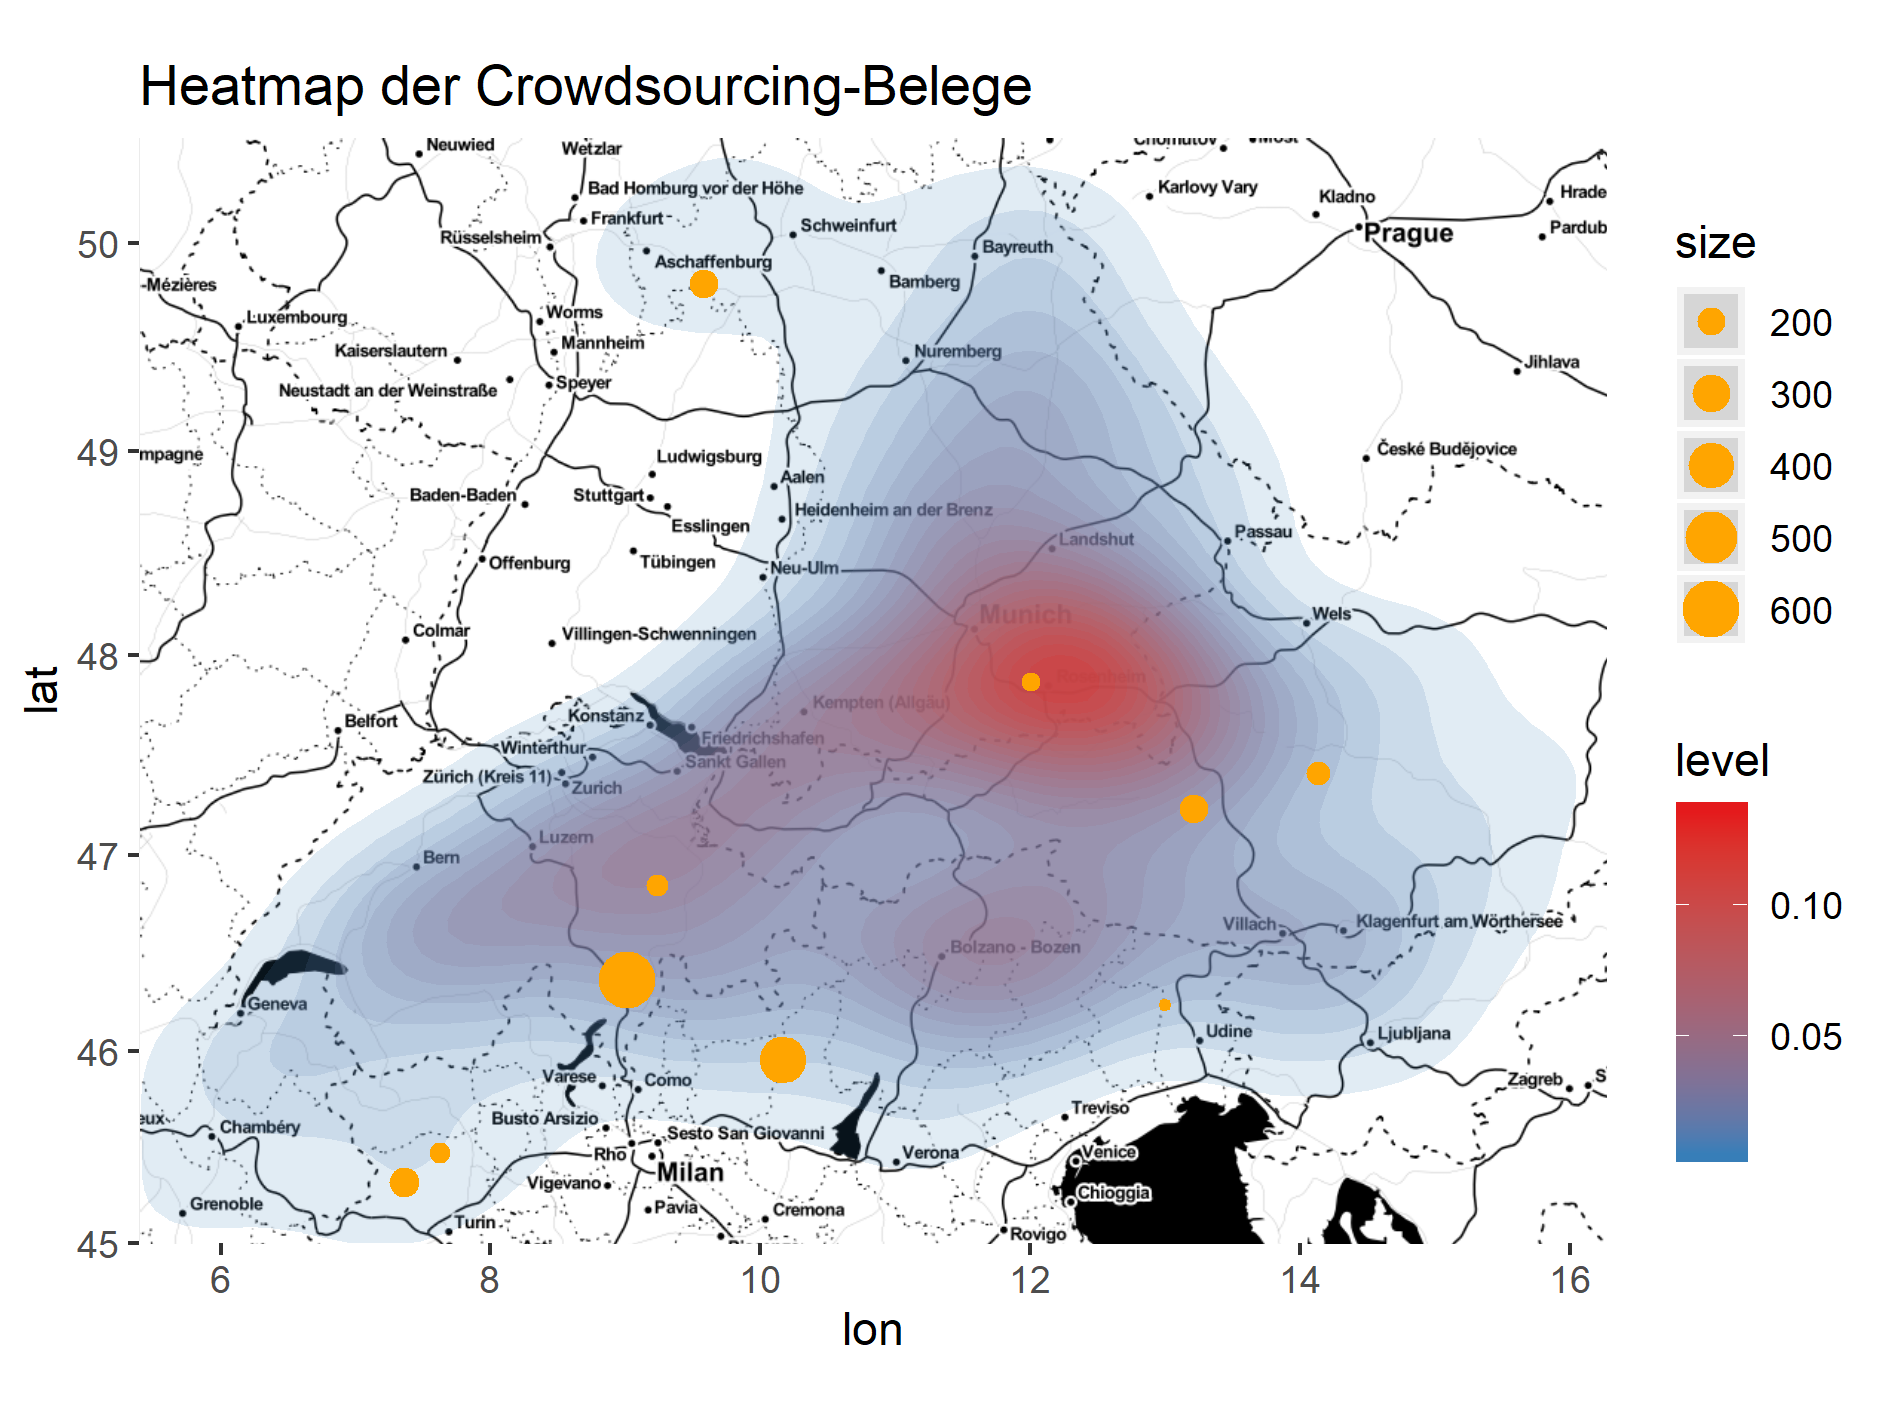 Heatmap der Crowdsourcing-Belege
Neuwied
Wetzlar
Chomutov
Most
Bad Homburg vor der Höhe
Karlovy Vary
Kladno
Hrade
Frankfurt
Schweinfurt
Prague
Pardub
Rüsselsheim
Bayreuth
Aschaffenburg
Bamberg
-Mézières
Luxembourg
Worms
Kaiserslautern
Mannheim
Nuremberg
Jihlava
Neustadt an der Weinstraße
Speyer
mpagne
Ludwigsburg
České Budějovice
Baden-Baden
Stuttgart
Aalen
Heidenheim an der Brenz
Esslingen
Passau
Landshut
Offenburg
Tübingen
Neu-Ulm
Munich
Wels
Colmar
Villingen-Schwenningen
Rosenheim
Kempten (Allgäu)
Belfort
Konstanz
Friedrichshafen
Winterthur
Sankt Gallen
Zürich (Kreis 11)
Zurich
Luzern
Bern
Villach
Klagenfurt am Wörthersee
Bolzano - Bozen
Geneva
Udine
Ljubljana
Varese
Como
Zagreb
S
Treviso
Busto Arsizio
eux
Chambéry
Sesto San Giovanni
Rho
Verona
Venice
Milan
Vigevano
Chioggia
Grenoble
Pavia
Cremona
Turin
Rovigo
50
49
48
47
46
45
lat
6 8 10 12 14 16
lon
size
200
300
400
500
600
level
0.10
0.05